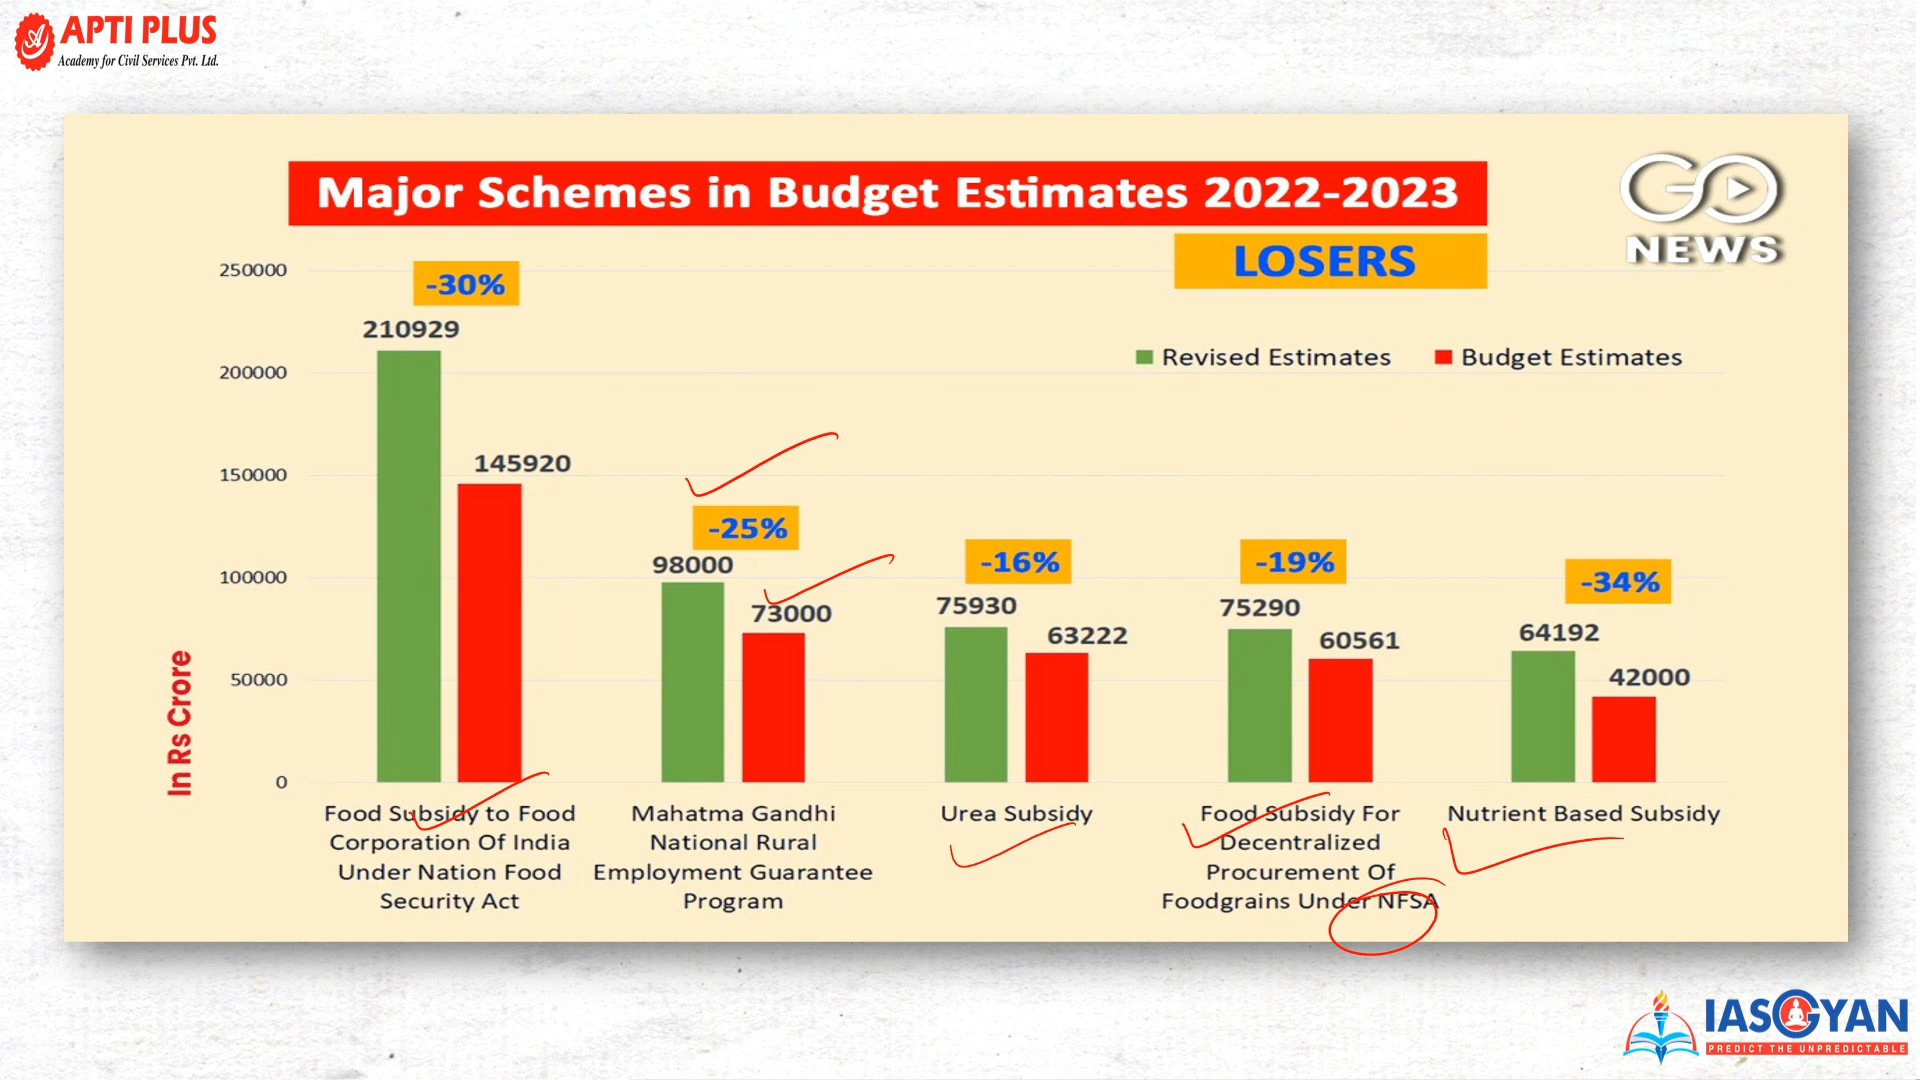 APTI PLUS
Academy for Civil Services Pvt. Ltd.
Major Schemes in Budget Estimates 2022-2023
GO
NEWS
LOSERS
Revised Estimates
Budget Estimates
In Rs Crore
250000
200000
150000
100000
50000
0
-30%
210929
145920
-25%
98000
73000
-16%
75930
63222
-19%
75290
60561
-34%
64192
42000
Food Subsidy to Food
Corporation Of India
Under Nation Food
Security Act
Mahatma Gandhi
National Rural
Employment Guarantee
Program
Urea Subsidy
Food Subsidy For
Decentralized
Procurement Of
Foodgrains Under NFSA
Nutrient Based Subsidy
IASGYAN
PREDICT THE UNPREDICTABLE